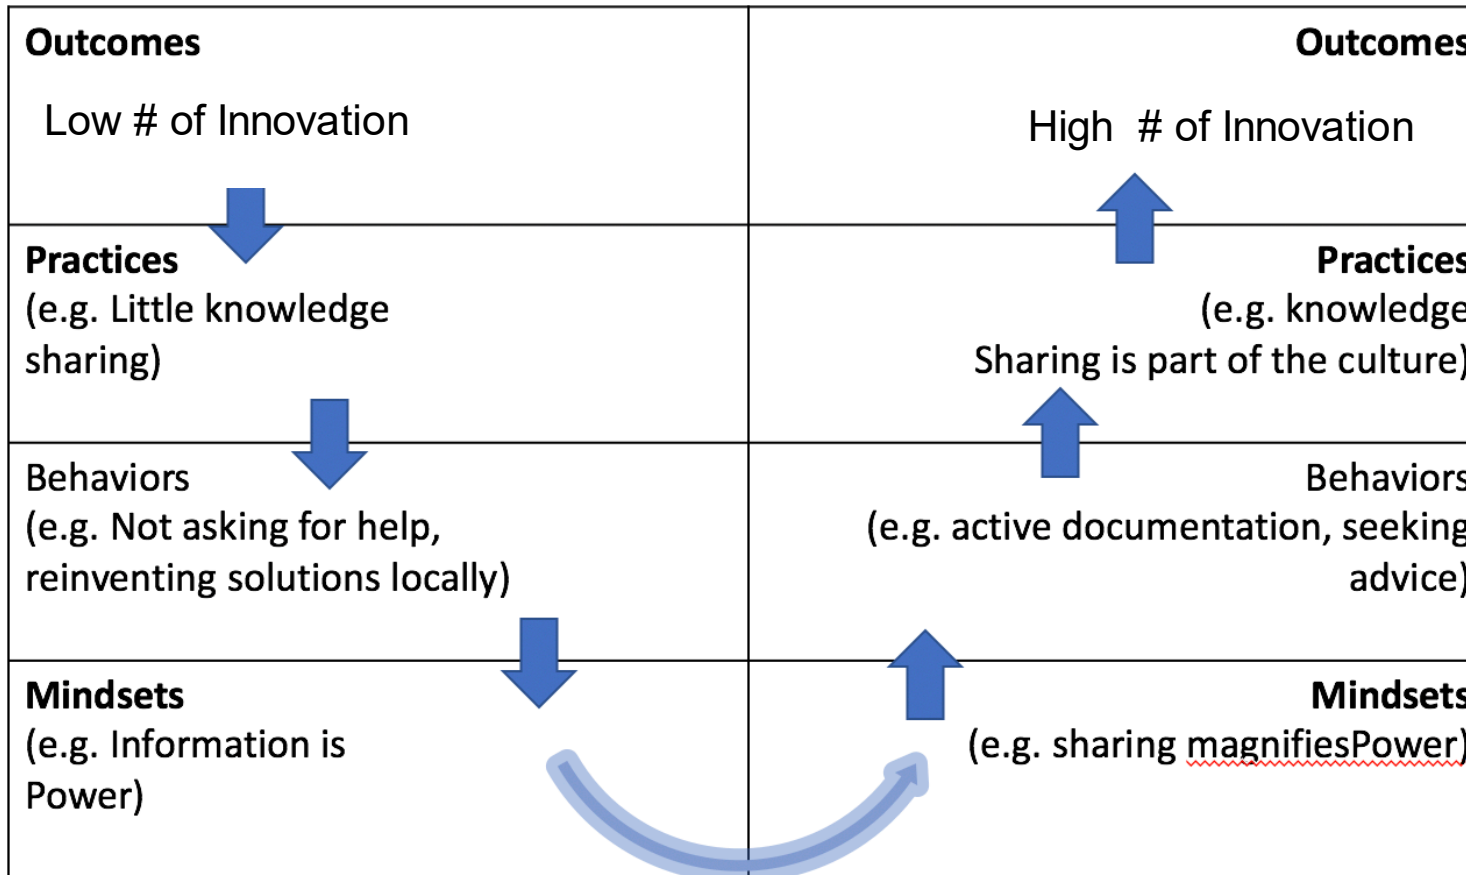 Outcomes
Low # of Innovation
Outcomes
High # of Innovation
Practices
(e.g. Little knowledge
sharing)
Practices
(e.g. knowledge
Sharing is part of the culture)
Behaviors
(e.g. Not asking for help,
reinventing solutions locally)
Behaviors
(e.g. active documentation, seeking
advice)
Mindsets
(e.g. Information is
Power)
Mindsets
(e.g. sharing magnifiesPower)